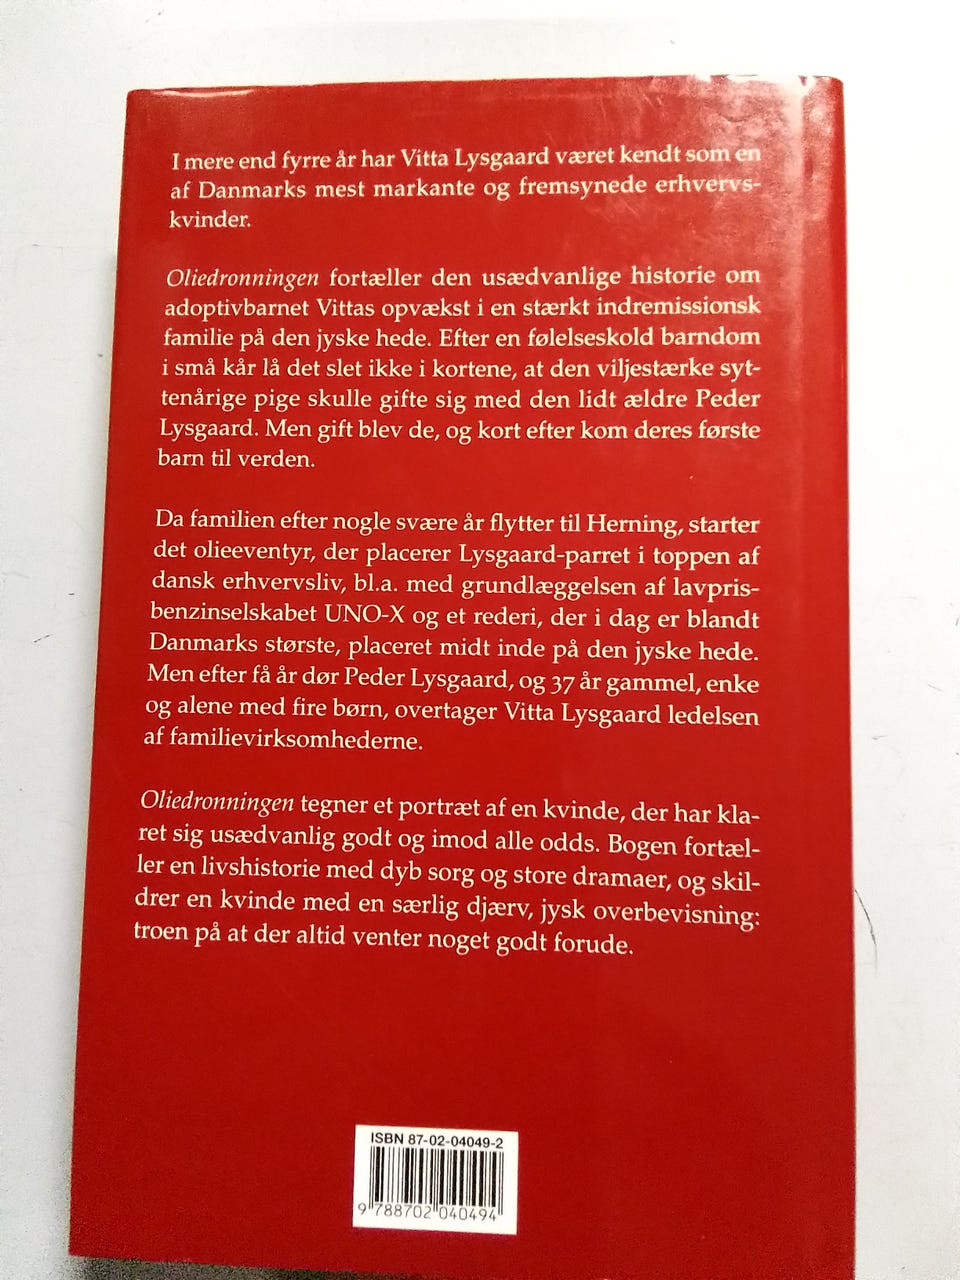 I mere end fyrre år har Vitta Lysgaard været kendt som en
af Danmarks mest markante og fremsynede erhvervs-
kvinder.
Oliedronningen fortæller den usædvanlige historie om
adoptivbarnet Vittas opvækst i en stærkt indremissionsk
familie på den jyske hede. Efter en følelseskold barndom
i små kår lå det slet ikke i kortene, at den viljestærke syt-
tenårige pige skulle gifte sig med den lidt ældre Peder
Lysgaard. Men gift blev de, og kort efter kom deres første
barn til verden.
Da familien efter nogle svære år flytter til Herning, starter
det olieeventyr, der placerer Lysgaard-parret i toppen af
dansk erhvervsliv, bl.a. med grundlæggelsen af lavpris-
benzinselskabet UNO-X og et rederi, der i dag er blandt
Danmarks største, placeret midt inde på den jyske hede.
Men efter få år dør Peder Lysgaard, og 37 år gammel, enke
og alene med fire børn, overtager Vitta Lysgaard ledelsen
af familievirksomhederne.
Oliedronningen tegner et portræt af en kvinde, der har kla-
ret sig usædvanlig godt og imod alle odds. Bogen fortæl-
ler en livshistorie med dyb sorg og store dramaer, og skil-
drer en kvinde med en særlig djærv, jysk overbevisning:
troen på at der altid venter noget godt forude.
ISBN 87-02-04049-2
9 788702 040494